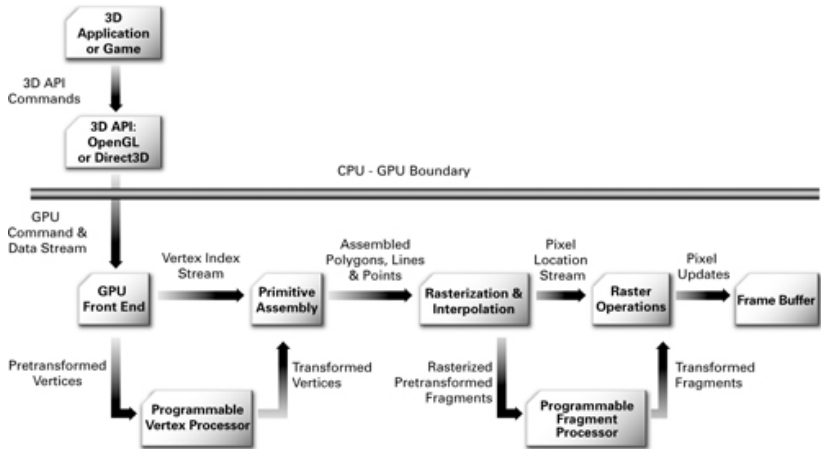 3D
Application
or Game
3D API
Commands
3D API:
OpenGL
or Direct3D
CPU - GPU Boundary
GPU
Command &
Data Stream
Vertex Index
Stream
Assembled
Polygons, Lines
& Points
Pixel
Location
Stream
Pixel
Updates
GPU
Front End
Primitive
Assembly
Rasterization &
Interpolation
Raster
Operations
Frame Buffer
Pretransformed
Vertices
Transformed
Vertices
Rasterized
Pretransformed
Fragments
Transformed
Fragments
Programmable
Vertex Processor
Programmable
Fragment
Processor